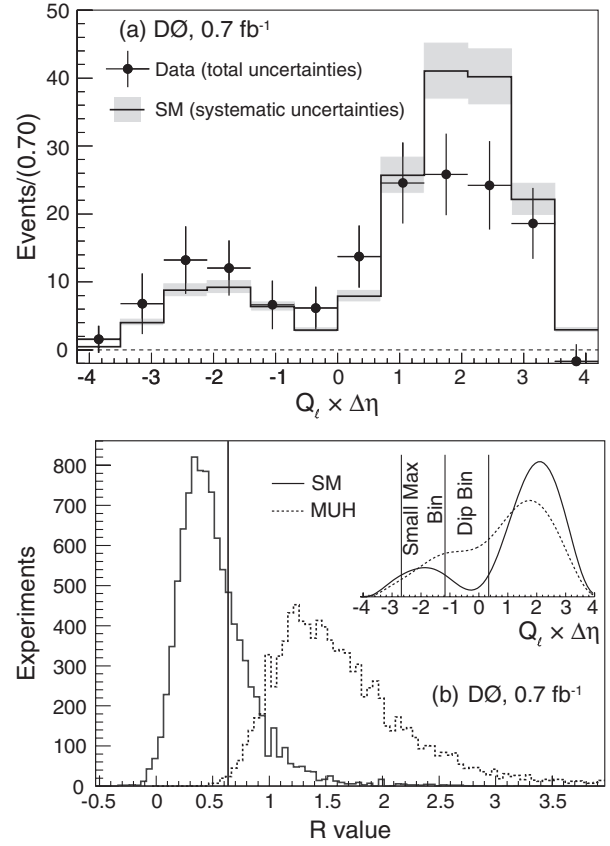 50
(a) DØ, 0.7 fb⁻¹
40
Data (total uncertainties)
30
SM (systematic uncertainties)
20
10
0
Events/(0.70)
-4 -3 -2 -1 0 1 2 3 4
Qℓ × Δη
800
700
600
500
400
300
200
100
0
Experiments
SM
MUH
Small Max
Bin
Dip Bin
-4 -3 -2 -1 0 1 2 3 4
Qℓ × Δη
(b) DØ, 0.7 fb⁻¹
-0.5 0 0.5 1 1.5 2 2.5 3 3.5
R value